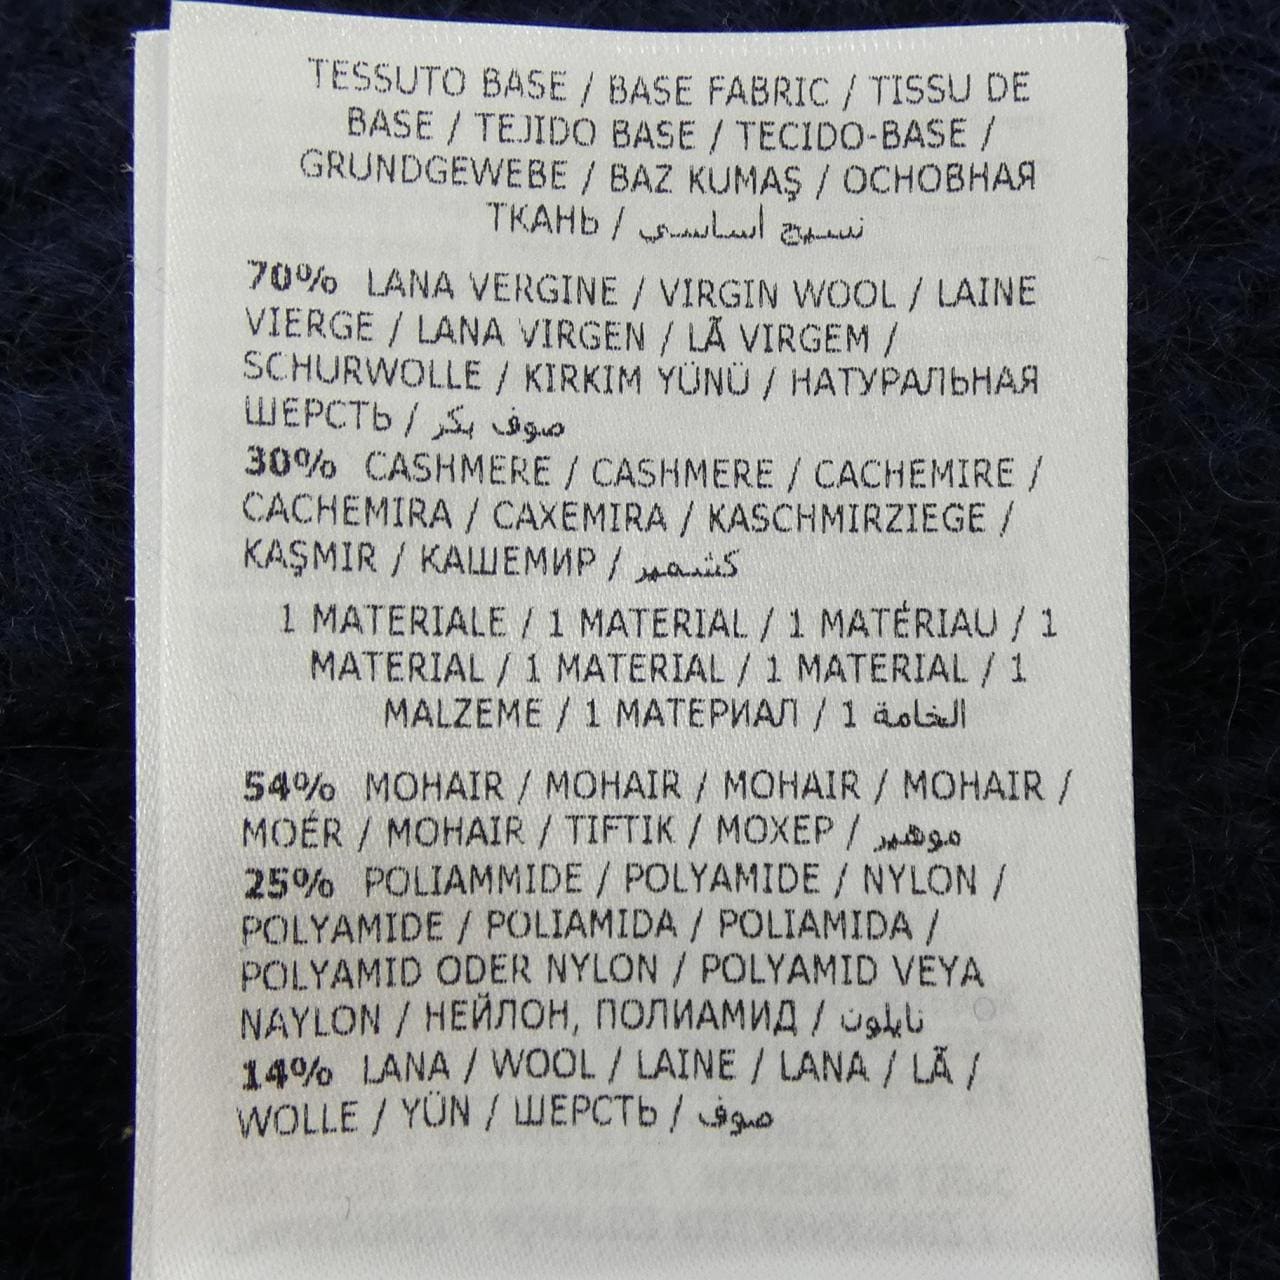 TESSUTO BASE / BASE FABRIC / TISSU DE
BASE / TEJIDO BASE / TECIDO-BASE /
GRUNDGEWEBE / BAZ KUMAŞ / ОСНОВНАЯ
ТКАНЬ / نسيج أساسي
70% LANA VERGINE / VIRGIN WOOL / LAINE
VIERGE / LANA VIRGEN / LÃ VIRGEM /
SCHURWOLLE / KIRKIM YÜNÜ / НАТУРАЛЬНАЯ
ШЕРСТЬ / صوف بكر
30% CASHMERE / CASHMERE / CACHEMIRE /
CACHEMIRA / CAXEMIRA / KASCHMIRZIEGE /
KAŞMIR / КАШЕМИР / كشمير
1 MATERIALE / 1 MATERIAL / 1 MATÉRIAU / 1
MATERIAL / 1 MATERIAL / 1 MATERIAL / 1
MALZEME / 1 МАТЕРИАЛ / 1 الخامة
54% MOHAIR / MOHAIR / MOHAIR / MOHAIR /
MOÉR / MOHAIR / TIFTIK / МОХЕР / موهير
25% POLIAMMIDE / POLYAMIDE / NYLON /
POLYAMIDE / POLIAMIDA / POLIAMIDA /
POLYAMID ODER NYLON / POLYAMID VEYA
NAYLON / НЕЙЛОН, ПОЛИАМИД / نايلون
14% LANA / WOOL / LAINE / LANA / LÃ /
WOLLE / YÜN / ШЕРСТЬ / صوف